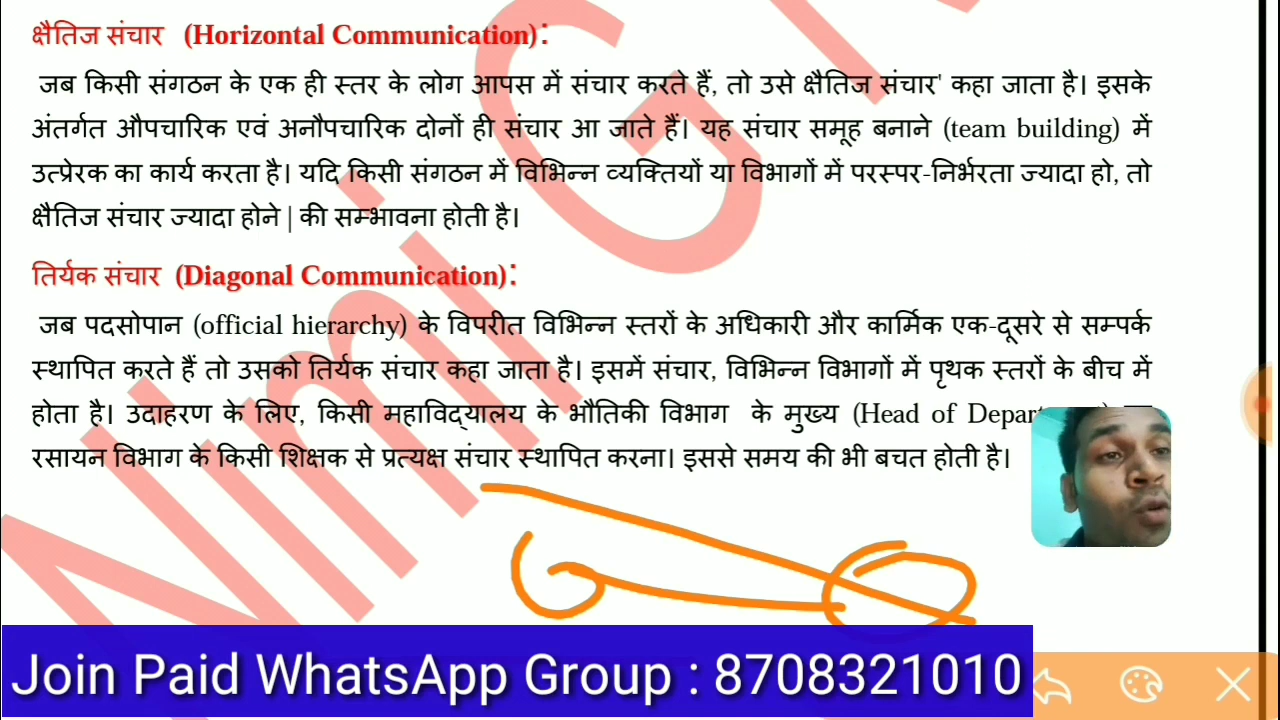 क्षैतिज संचार (Horizontal Communication):
जब किसी संगठन के एक ही स्तर के लोग आपस में संचार करते हैं, तो उसे क्षैतिज संचार' कहा जाता है। इसके
अंतर्गत औपचारिक एवं अनौपचारिक दोनों ही संचार आ जाते हैं। यह संचार समूह बनाने (team building) में
उत्प्रेरक का कार्य करता है। यदि किसी संगठन में विभिन्न व्यक्तियों या विभागों में परस्पर-निर्भरता ज्यादा हो, तो
क्षैतिज संचार ज्यादा होने | की सम्भावना होती है।
तिर्यक संचार (Diagonal Communication):
जब पदसोपान (official hierarchy) के विपरीत विभिन्न स्तरों के अधिकारी और कार्मिक एक-दूसरे से सम्पर्क
स्थापित करते हैं तो उसको तिर्यक संचार कहा जाता है। इसमें संचार, विभिन्न विभागों में पृथक स्तरों के बीच में
होता है। उदाहरण के लिए, किसी महाविद्यालय के भौतिकी विभाग के मुख्य (Head of
रसायन विभाग के किसी शिक्षक से प्रत्यक्ष संचार स्थापित करना। इससे समय की भी बचत होती है।
Join Paid WhatsApp Group : 8708321010